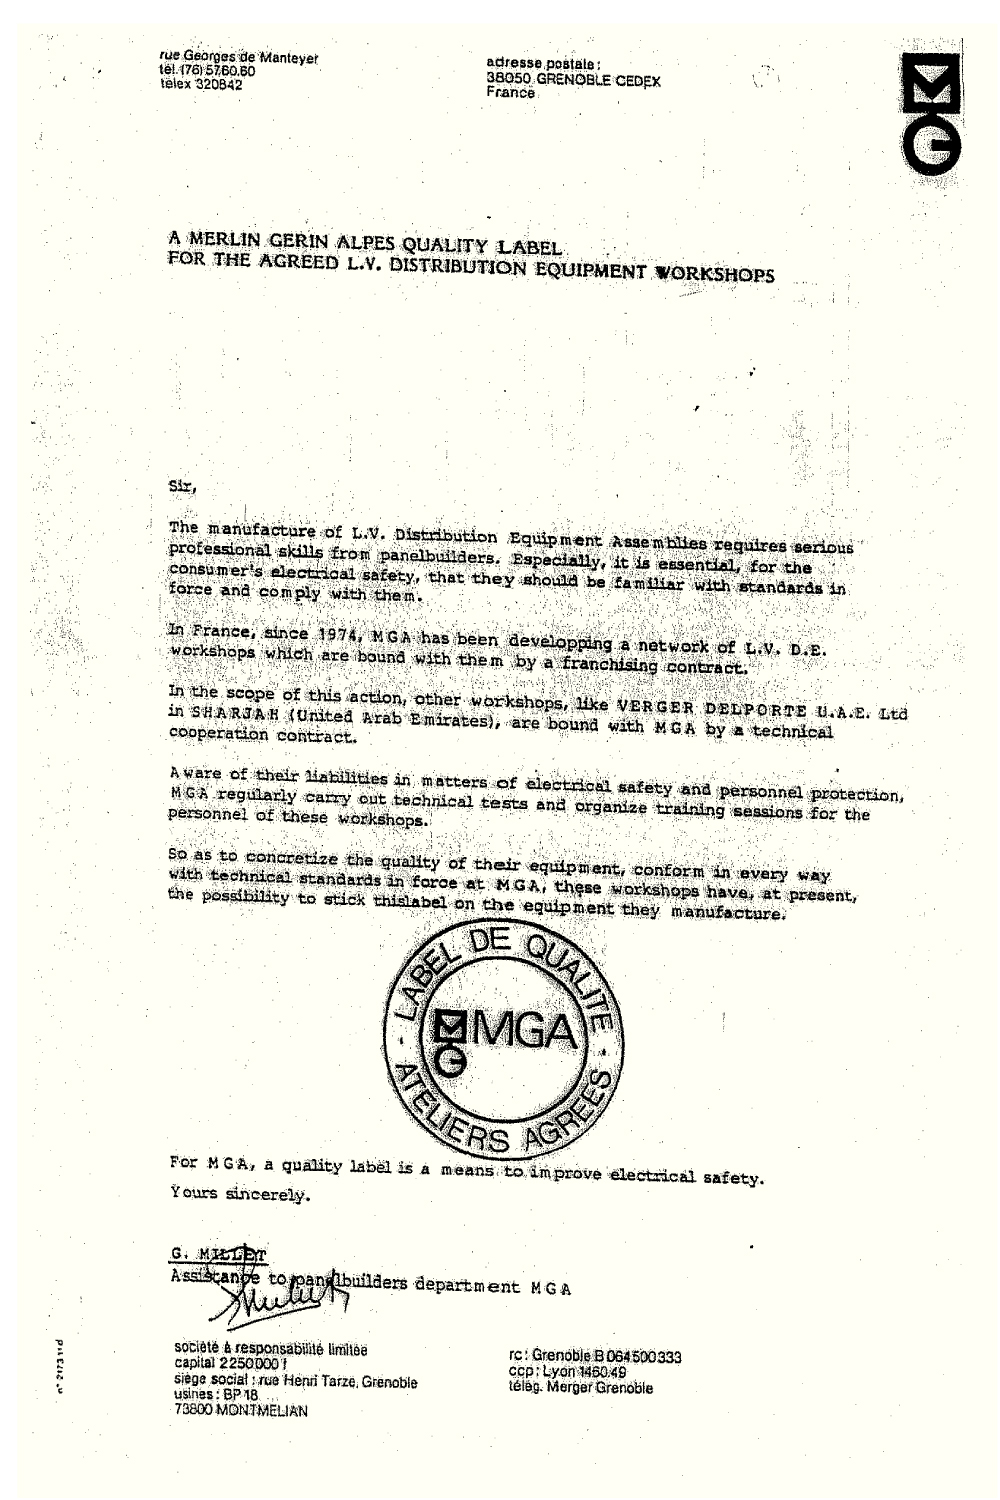 rue Georges de Manteyer
tél. (76) 57.60.60
télex 320842
adresse postale :
38050 GRENOBLE CEDEX
France
MG
A MERLIN GERIN ALPES QUALITY LABEL
FOR THE AGREED L.V. DISTRIBUTION EQUIPMENT WORKSHOPS
Sir,
The manufacture of L.V. Distribution Equipment Assemblies requires serious
professional skills from panelbuilders. Especially, it is essential, for the
consumer's electrical safety, that they should be familiar with standards in
force and comply with them.
In France, since 1974, MGA has been developping a network of L.V. D.E.
workshops which are bound with them by a franchising contract.
In the scope of this action, other workshops, like VERGER DELPORTE U.A.E. Ltd
in SHARJAH (United Arab Emirates), are bound with MGA by a technical
cooperation contract.
Aware of their liabilities in matters of electrical safety and personnel protection,
MGA regularly carry out technical tests and organize training sessions for the
personnel of these workshops.
So as to concretize the quality of their equipment, conform in every way
with technical standards in force at MGA, these workshops have, at present,
the possibility to stick thislabel on the equipment they manufacture.
- LABEL DE QUALITE -
MG MGA
ATELIERS AGREES
For MGA, a quality label is a means to improve electrical safety.
Yours sincerely.
G. MILLET
Assistance to panelbuilders department MGA
société à responsabilité limitée
capital 2250000 f
siège social : rue Henri Tarze, Grenoble
usines : BP 18
73800 MONTMELIAN
rc : Grenoble B 064500333
ccp : Lyon 1460.49
télég. Merger Grenoble
n° 2173 11d